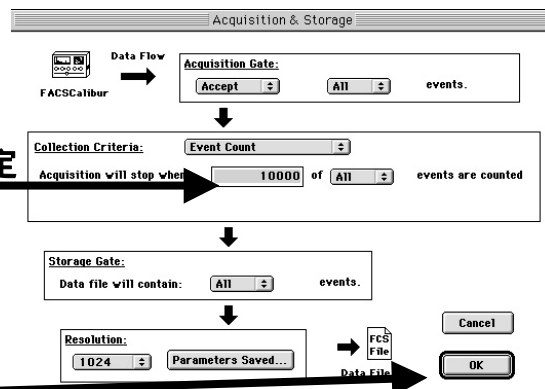 Acquisition & Storage
Data Flow
FACSCalibur
Acquisition Gate:
Accept All events.
Collection Criteria: Event Count
定
Acquisition will stop when 10000 of All events are counted
Storage Gate:
Data file will contain: All events.
Resolution:
1024 Parameters Saved...
FCS
File
Data File
Cancel
OK